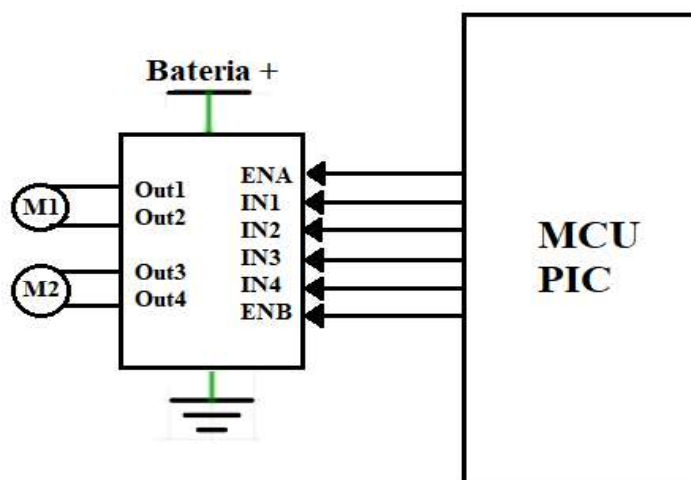 Bateria +
M1
M2
Out1
Out2
Out3
Out4
ENA
IN1
IN2
IN3
IN4
ENB
MCU
PIC